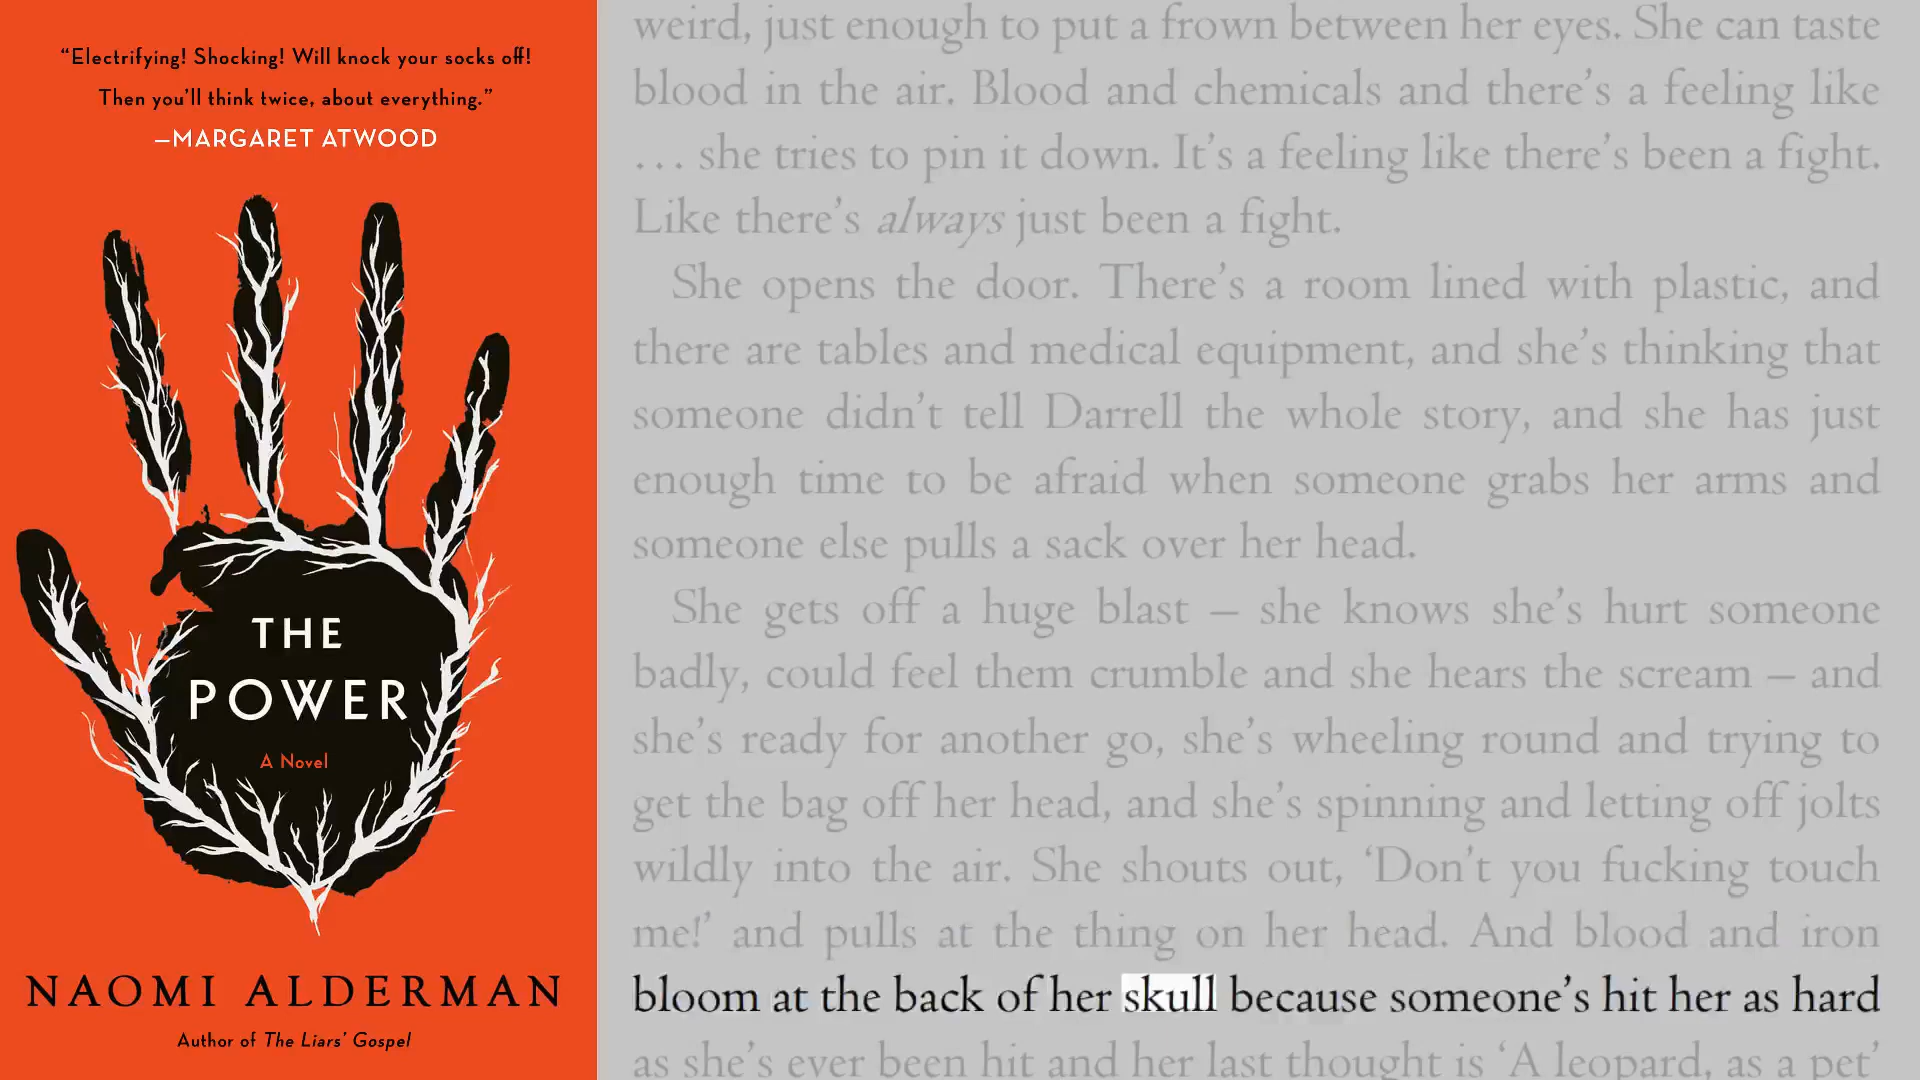 “Electrifying! Shocking! Will knock your socks off!
Then you’ll think twice, about everything.”
—MARGARET ATWOOD
THE
POWER
A Novel
NAOMI ALDERMAN
Author of The Liars’ Gospel
weird, just enough to put a frown between her eyes. She can taste
blood in the air. Blood and chemicals and there’s a feeling like
… she tries to pin it down. It’s a feeling like there’s been a fight.
Like there’s always just been a fight.
She opens the door. There’s a room lined with plastic, and
there are tables and medical equipment, and she’s thinking that
someone didn’t tell Darrell the whole story, and she has just
enough time to be afraid when someone grabs her arms and
someone else pulls a sack over her head.
She gets off a huge blast – she knows she’s hurt someone
badly, could feel them crumble and she hears the scream – and
she’s ready for another go, she’s wheeling round and trying to
get the bag off her head, and she’s spinning and letting off jolts
wildly into the air. She shouts out, ‘Don’t you fucking touch
me!’ and pulls at the thing on her head. And blood and iron
bloom at the back of her skull because someone’s hit her as hard
as she’s ever been hit and her last thought is ‘A leopard, as a pet’